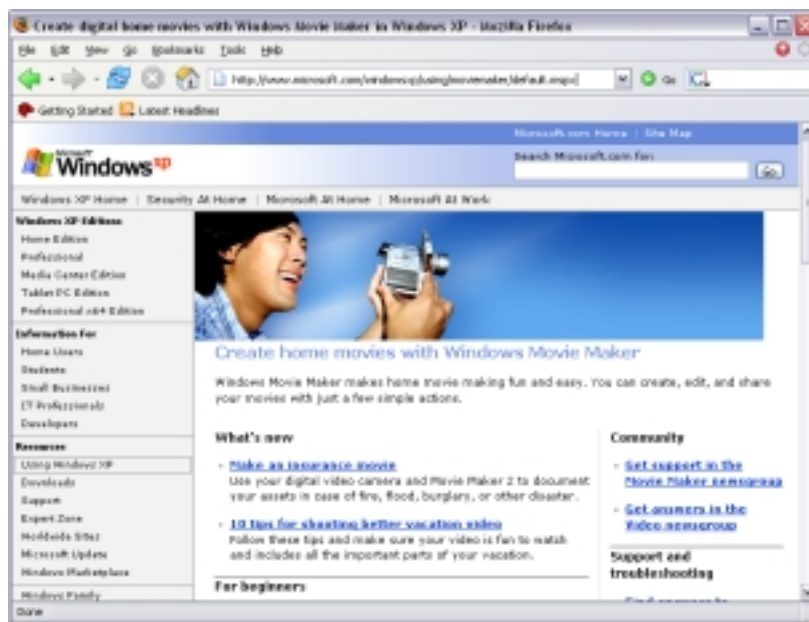 Create digital home movies with Windows Movie Maker in Windows XP - Mozilla Firefox
File Edit View Go Bookmarks Tools Help
http://www.microsoft.com/windowsxp/using/moviemaker/default.mspx
Go
Getting Started Latest Headlines
Microsoft.com Home | Site Map
Microsoft
Windows xp
Search Microsoft.com for:
Go
Windows XP Home | Security At Home | Microsoft At Home | Microsoft At Work
Windows XP Editions
Home Edition
Professional
Media Center Edition
Tablet PC Edition
Professional x64 Edition
Information For
Home Users
Students
Small Businesses
IT Professionals
Developers
Resources
Using Windows XP
Downloads
Support
Expert Zone
Worldwide Sites
Microsoft Update
Windows Marketplace
Windows Family
Create home movies with Windows Movie Maker
Windows Movie Maker makes home movie making fun and easy. You can create, edit, and share
your movies with just a few simple actions.
What's new
Make an insurance movie
Use your digital video camera and Movie Maker 2 to document
your assets in case of fire, flood, burglary, or other disaster.
10 tips for shooting better vacation video
Follow these tips and make sure your video is fun to watch
and includes all the important parts of your vacation.
For beginners
Community
Get support in the
Movie Maker newsgroup
Get answers in the
Video newsgroup
Support and
troubleshooting
Find answers to
Done